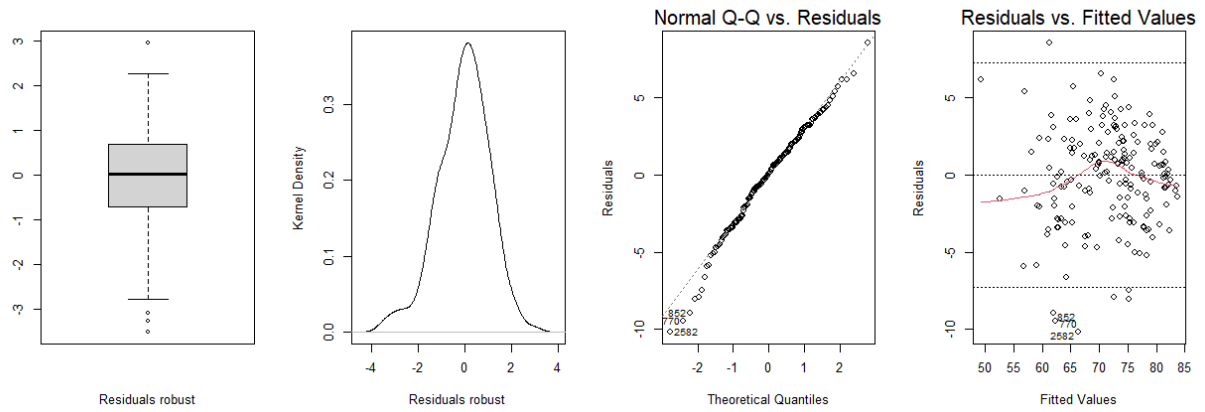 3
2
1
0
-1
-2
-3
Residuals robust
Kernel Density
0.3
0.2
0.1
0.0
-4 -2 0 2 4
Residuals robust
Normal Q-Q vs. Residuals
Residuals
5
0
-5
-10
852
770
2582
-2 -1 0 1 2
Theoretical Quantiles
Residuals vs. Fitted Values
Residuals
5
0
-5
-10
852
770
2582
50 55 60 65 70 75 80 85
Fitted Values